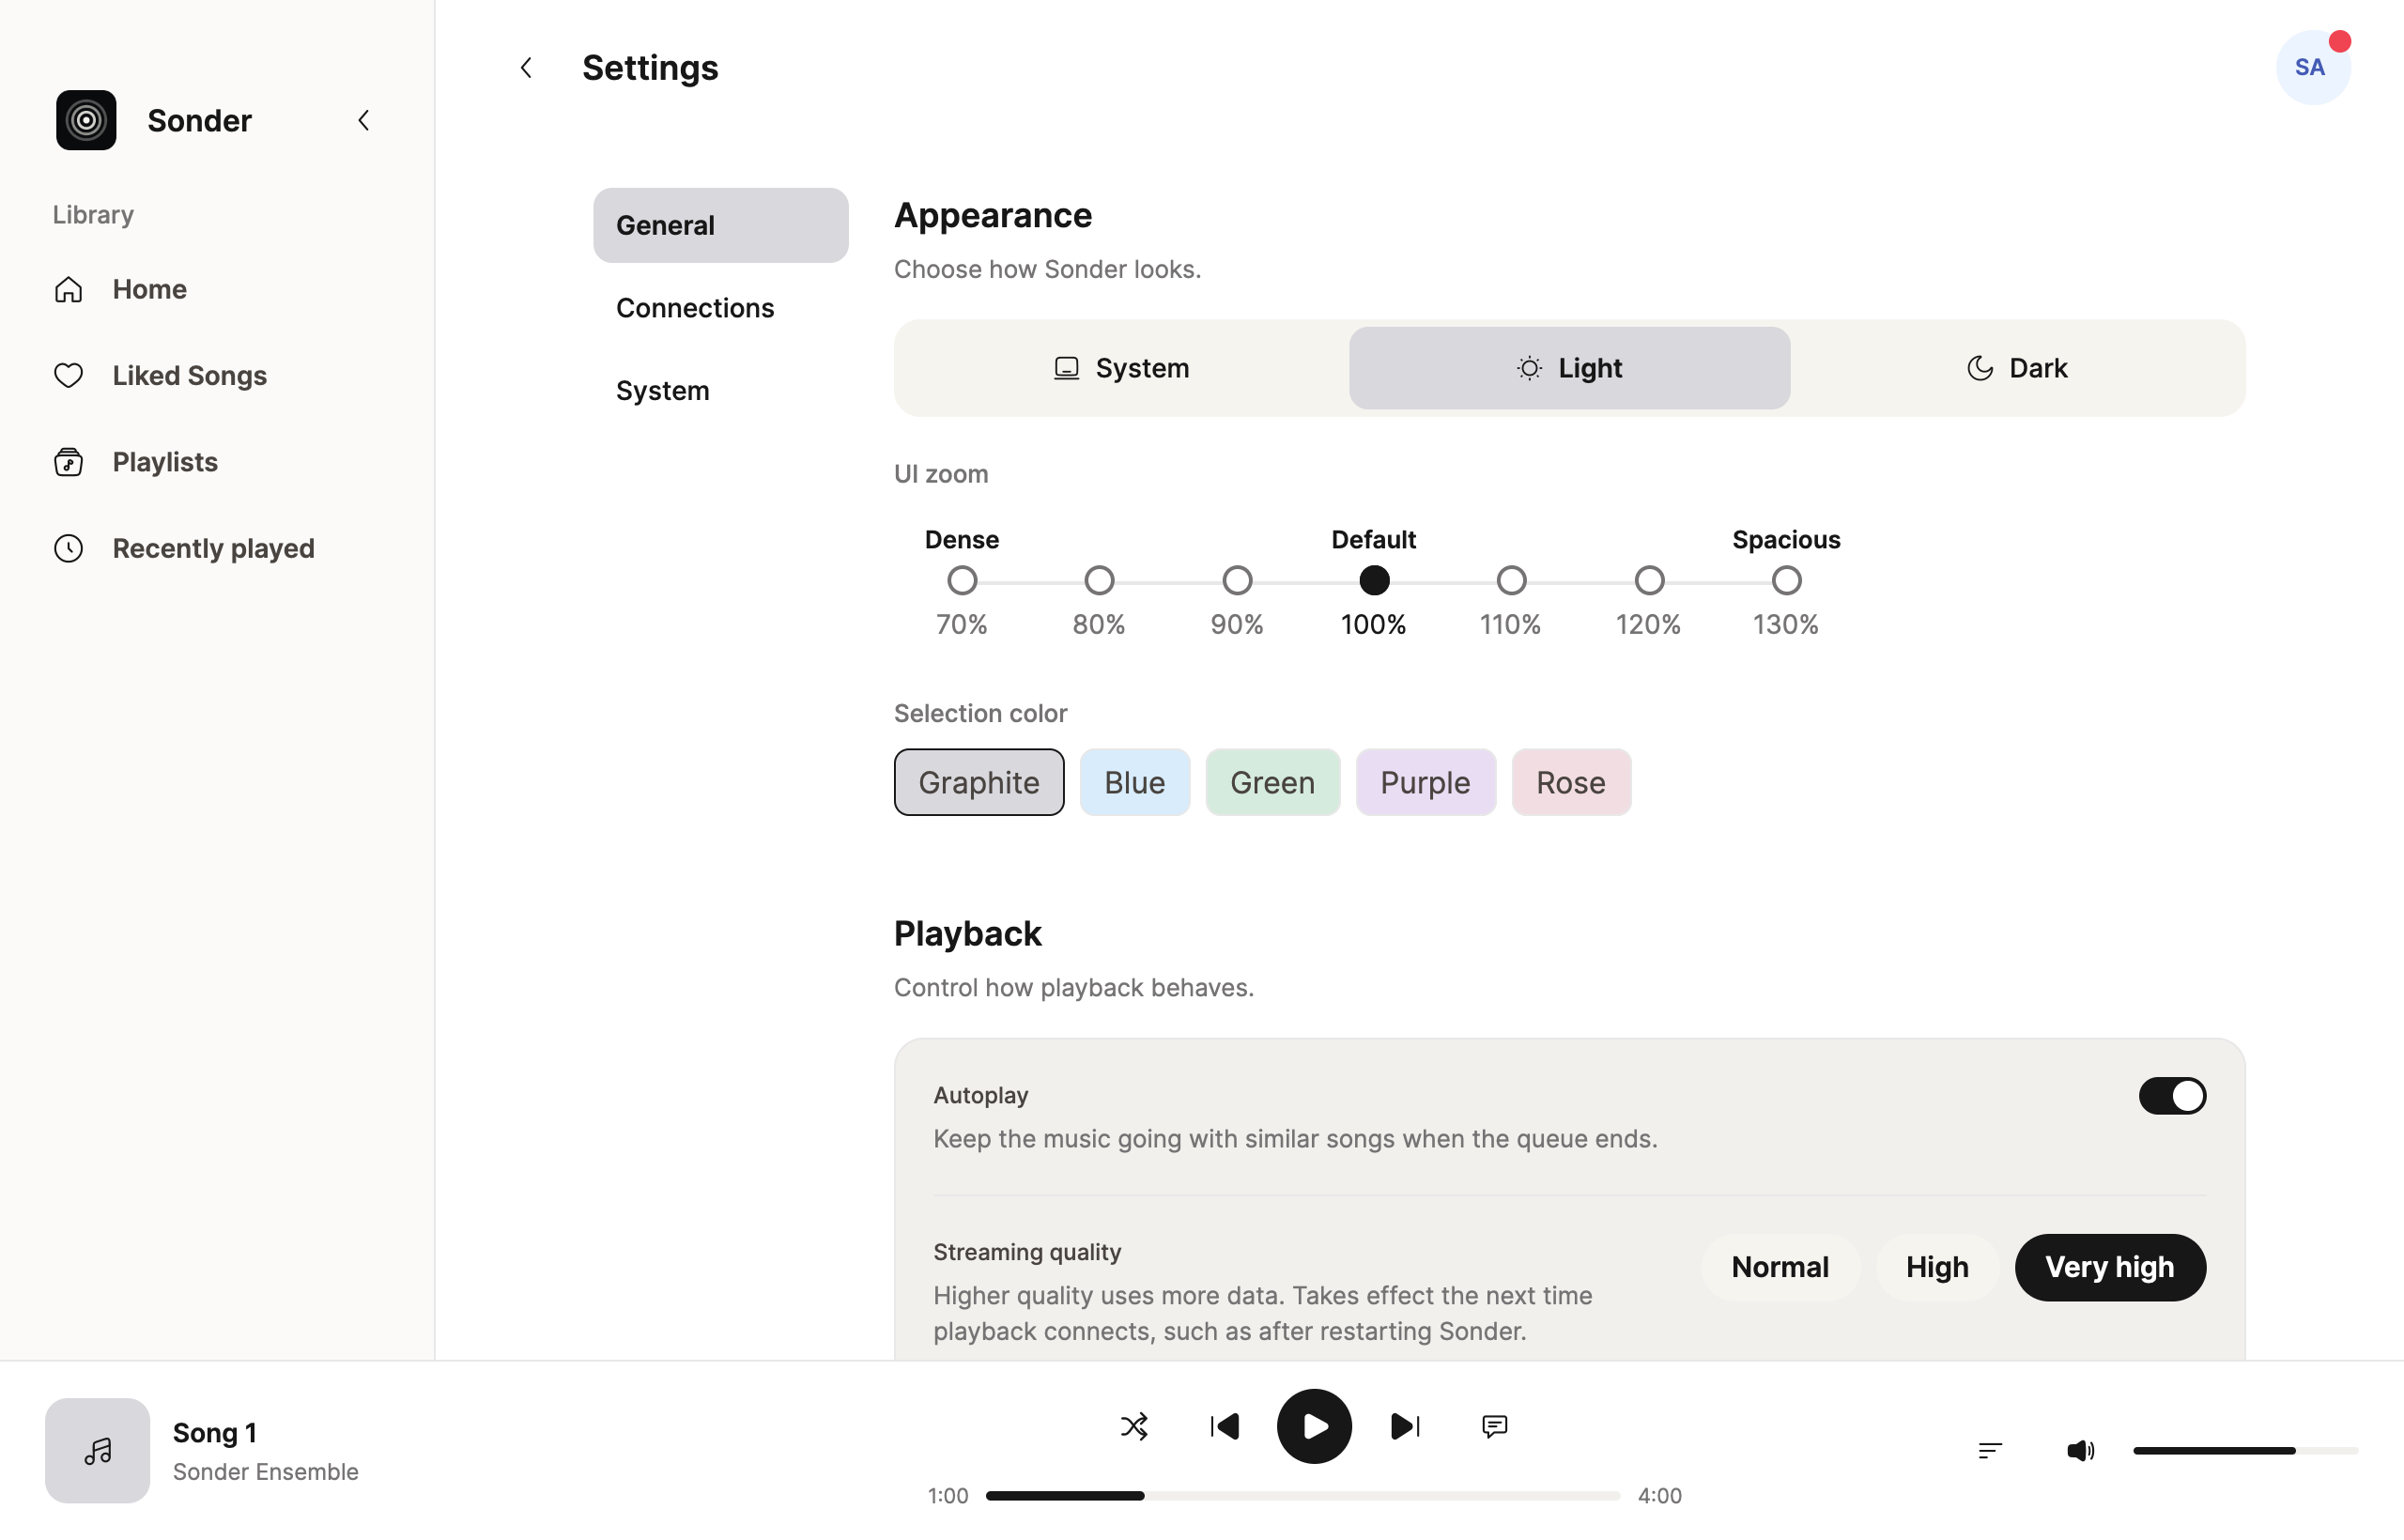 Sonder
Library
Home
Liked Songs
Playlists
Recently played
Settings
SA
General
Connections
System
Appearance
Choose how Sonder looks.
System
Light
Dark
UI zoom
Dense
Default
Spacious
70%
80%
90%
100%
110%
120%
130%
Selection color
Graphite
Blue
Green
Purple
Rose
Playback
Control how playback behaves.
Autoplay
Keep the music going with similar songs when the queue ends.
Streaming quality
Higher quality uses more data. Takes effect the next time
playback connects, such as after restarting Sonder.
Normal
High
Very high
Song 1
Sonder Ensemble
1:00
4:00